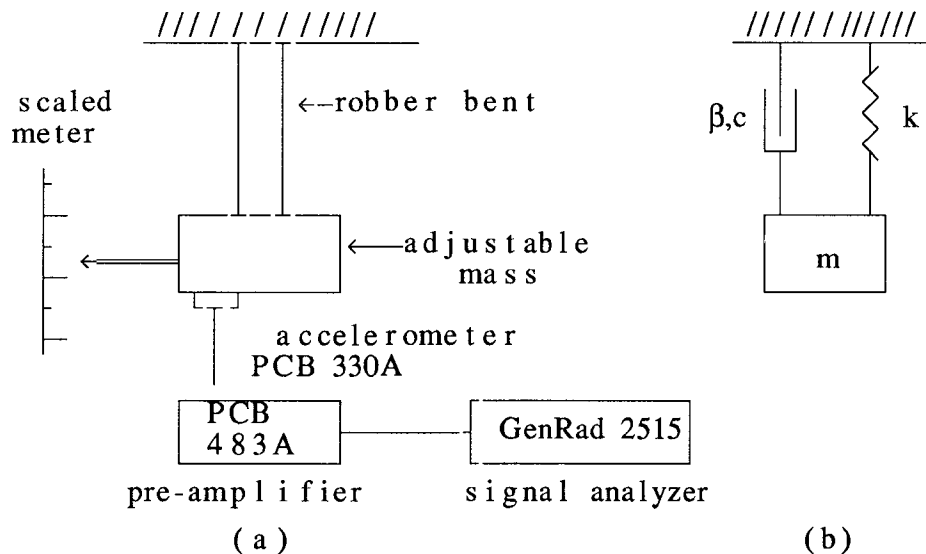 scaled
meter
robber bent
adjustable
mass
accelerometer
PCB 330A
PCB
483A
GenRad 2515
pre-amplifier
signal analyzer
(a)
β,c
k
m
(b)